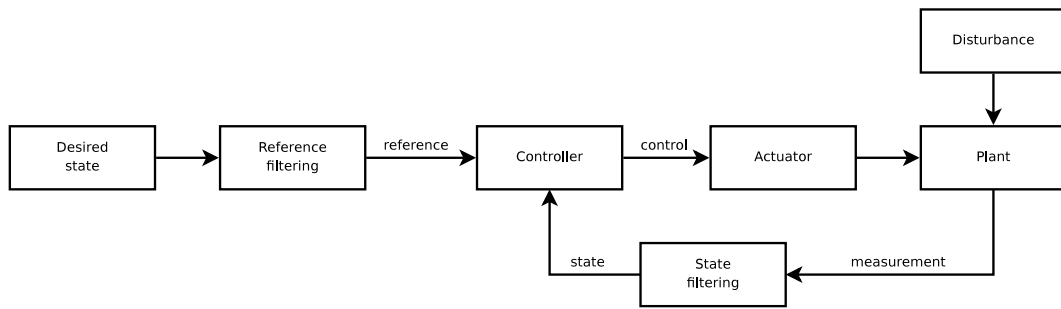 Disturbance
Desired
state
Reference
filtering
reference
Controller
control
Actuator
Plant
state
State
filtering
measurement